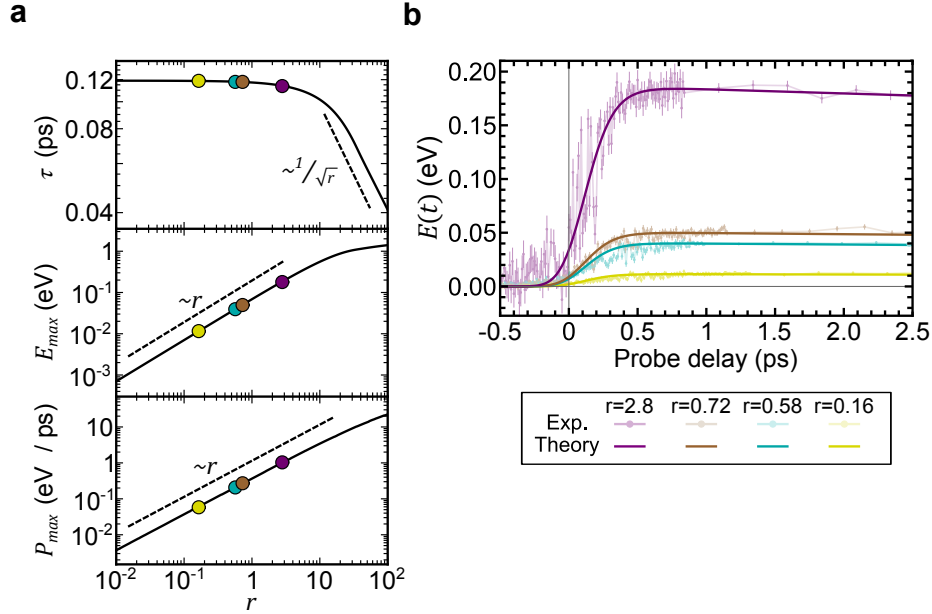 a
b
0.12
0.08
0.04
τ (ps)
~1/√r
1
10⁻¹
10⁻²
10⁻³
E_max (eV)
~r
10
1
10⁻¹
10⁻²
P_max (eV / ps)
~r
10⁻² 10⁻¹ 1 10¹ 10²
r
0.20
0.15
0.10
0.05
0.00
E(t) (eV)
-0.5 0 0.5 1 1.5 2.0 2.5
Probe delay (ps)
r=2.8 r=0.72 r=0.58 r=0.16
Exp.
Theory